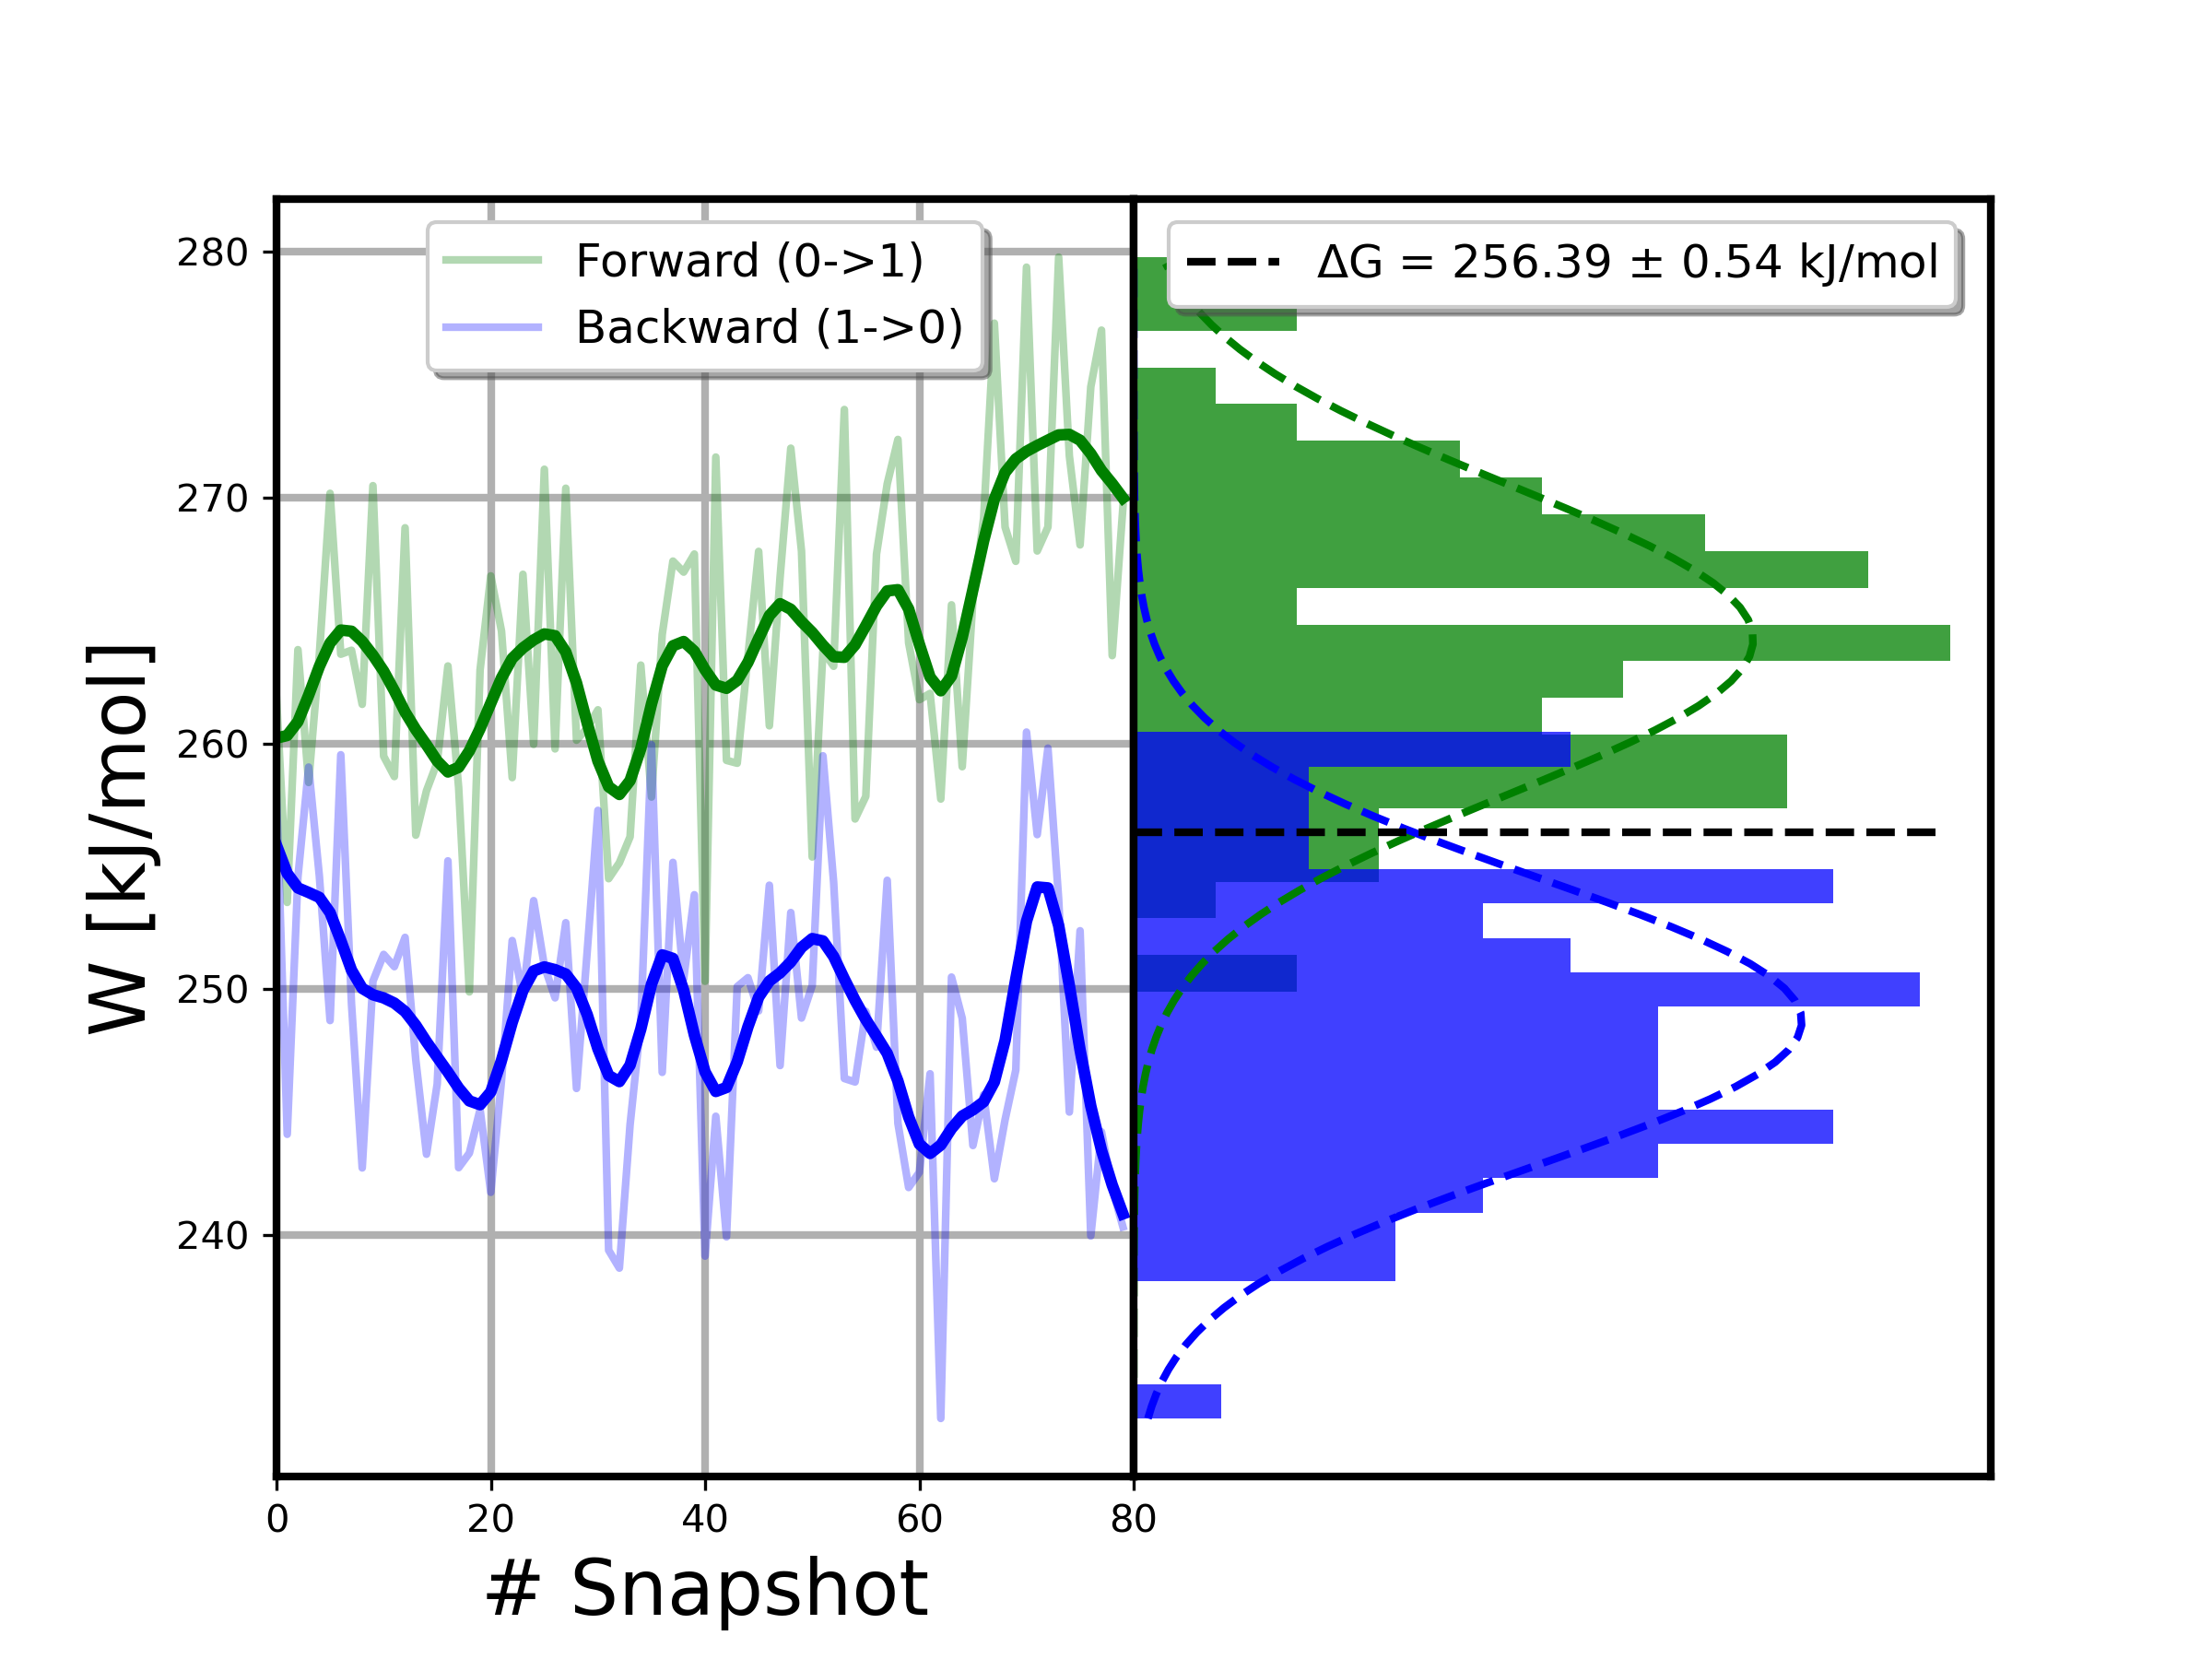 Forward (0->1)
Backward (1->0)
ΔG = 256.39 ± 0.54 kJ/mol
280
270
260
250
240
W [kJ/mol]
0 20 40 60 80
# Snapshot